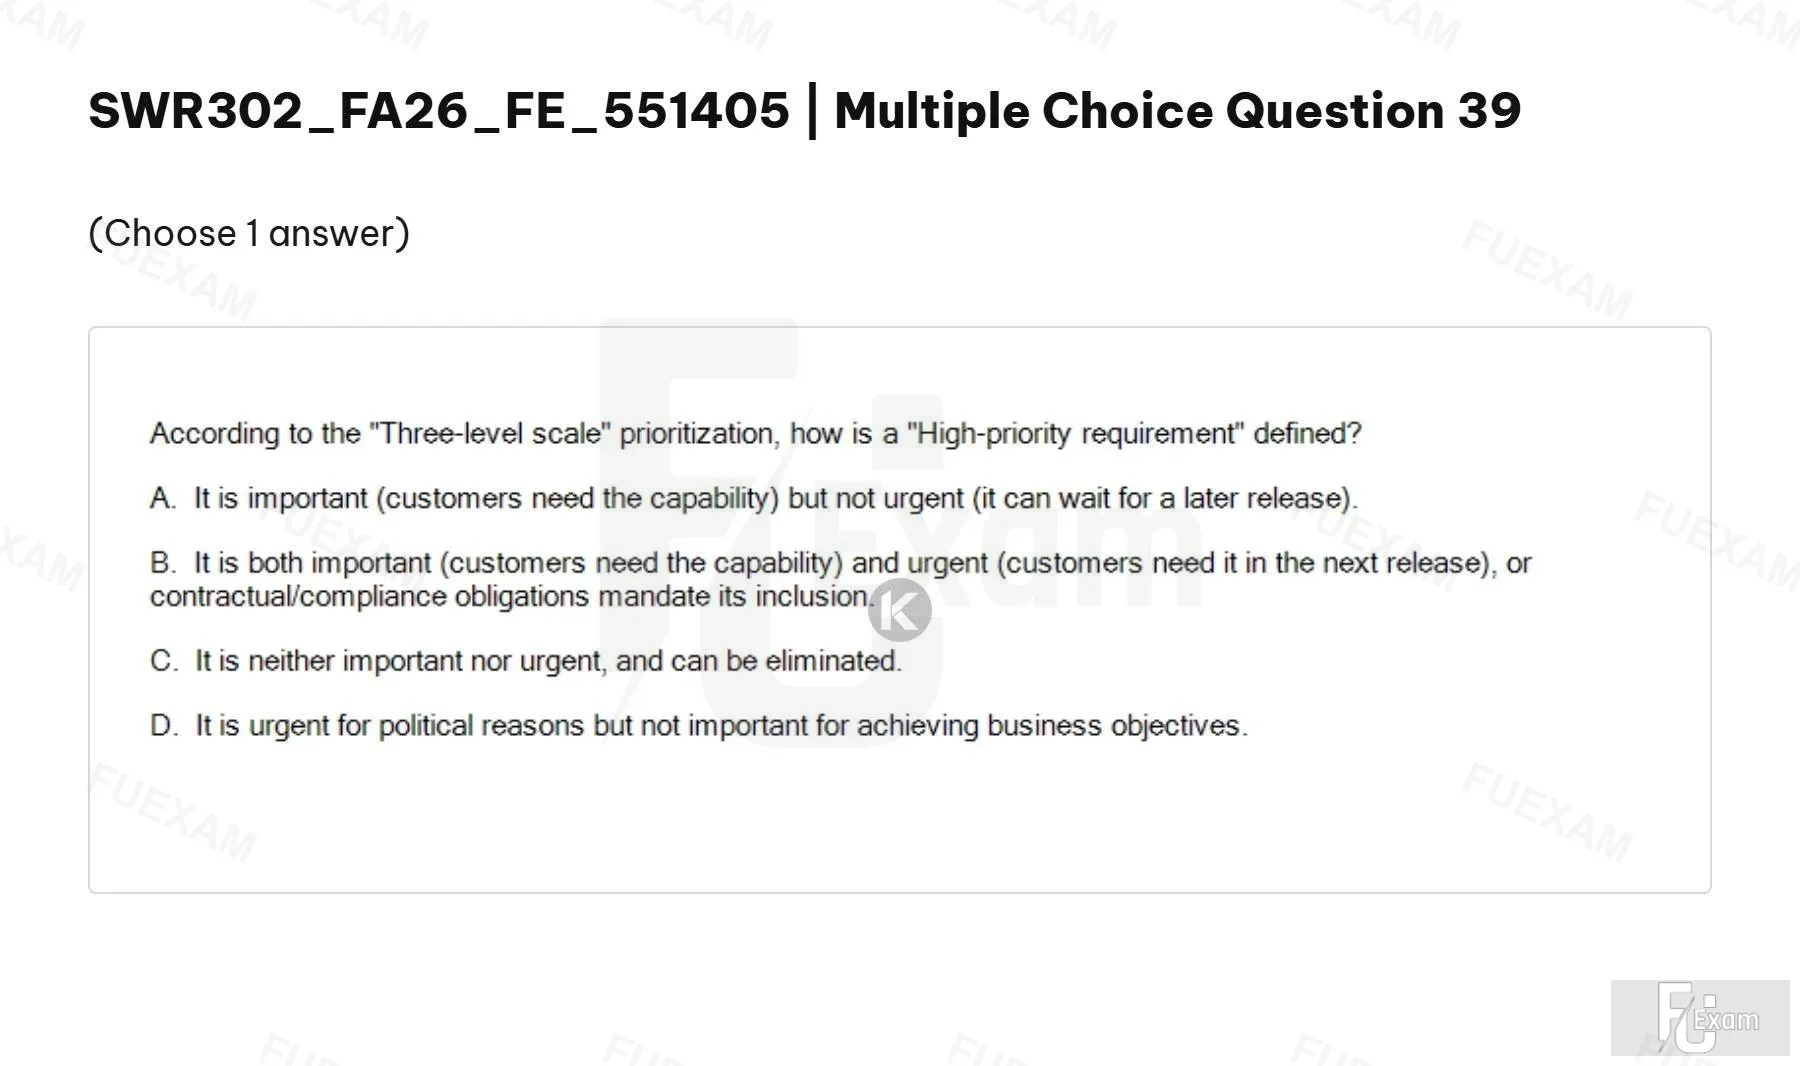 SWR302_FA26_FE_551405 | Multiple Choice Question 39
(Choose 1 answer)
According to the "Three-level scale" prioritization, how is a "High-priority requirement" defined?
A. It is important (customers need the capability) but not urgent (it can wait for a later release).
B. It is both important (customers need the capability) and urgent (customers need it in the next release), or
contractual/compliance obligations mandate its inclusion.
C. It is neither important nor urgent, and can be eliminated.
D. It is urgent for political reasons but not important for achieving business objectives.